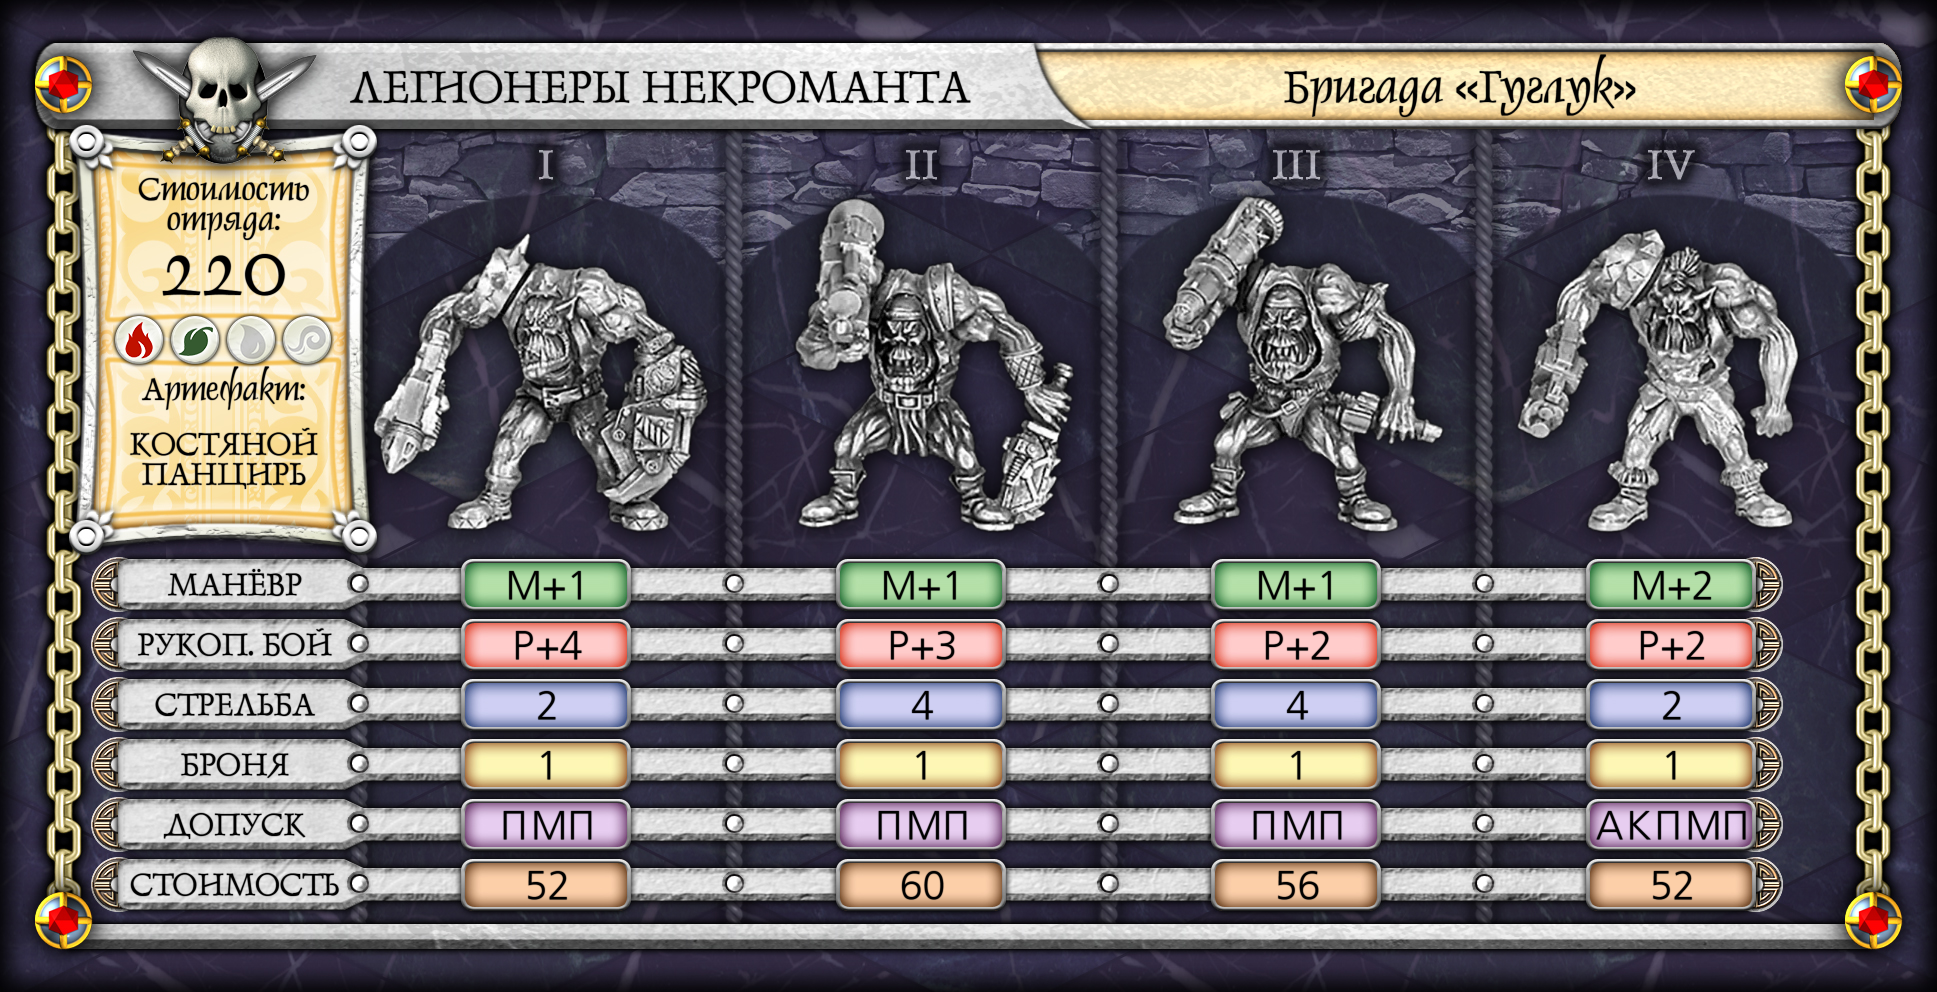 ЛЕГИОНЕРЫ НЕКРОМАНТА
Бригада «Гуглук»
Стоимость
отряда:
220
Артефакт:
КОСТЯНОЙ
ПАНЦИРЬ
I II III IV
МАНЁВР M+1 M+1 M+1 M+2
РУКОП. БОЙ P+4 P+3 P+2 P+2
СТРЕЛЬБА 2 4 4 2
БРОНЯ 1 1 1 1
ДОПУСК ПМП ПМП ПМП АКПМП
СТОИМОСТЬ 52 60 56 52